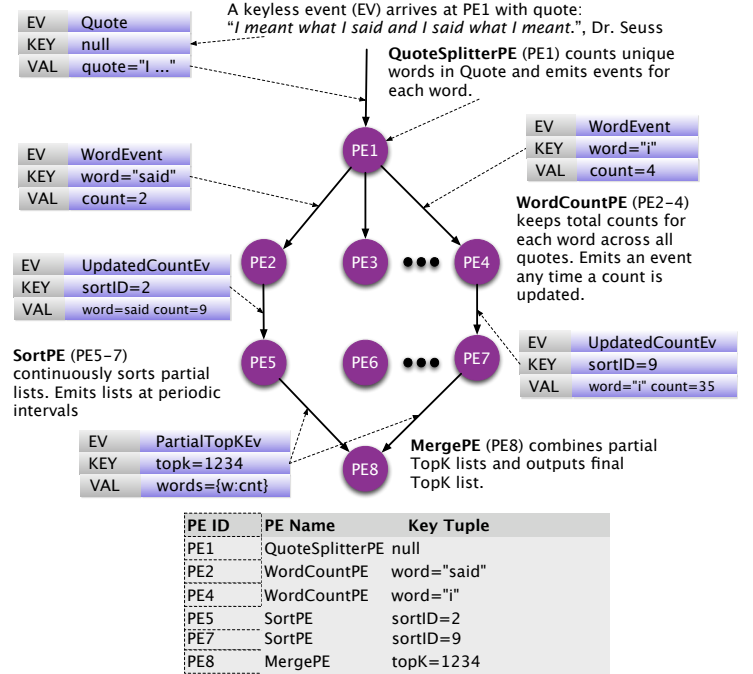 A keyless event (EV) arrives at PE1 with quote:
“I meant what I said and I said what I meant.”, Dr. Seuss
EV Quote
KEY null
VAL quote="I ..."
QuoteSplitterPE (PE1) counts unique
words in Quote and emits events for
each word.
PE1
EV WordEvent
KEY word="i"
VAL count=4
EV WordEvent
KEY word="said"
VAL count=2
WordCountPE (PE2-4)
keeps total counts for
each word across all
quotes. Emits an event
any time a count is
updated.
PE2
PE3
PE4
EV UpdatedCountEv
KEY sortID=2
VAL word=said count=9
EV UpdatedCountEv
KEY sortID=9
VAL word="i" count=35
SortPE (PE5-7)
continuously sorts partial
lists. Emits lists at periodic
intervals
PE5
PE6
PE7
EV PartialTopKEv
KEY topk=1234
VAL words={w:cnt}
PE8
MergePE (PE8) combines partial
TopK lists and outputs final
TopK list.
PE ID PE Name Key Tuple
PE1 QuoteSplitterPE null
PE2 WordCountPE word="said"
PE4 WordCountPE word="i"
PE5 SortPE sortID=2
PE7 SortPE sortID=9
PE8 MergePE topK=1234